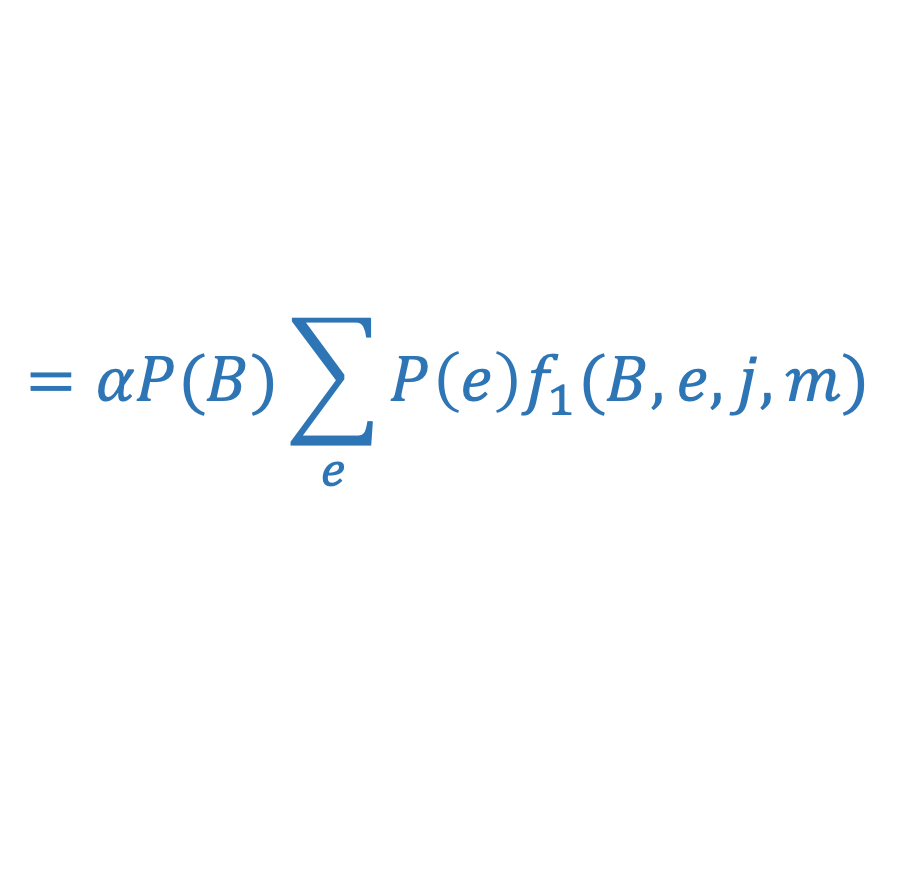 = αP(B) ∑ₑ P(e)f₁(B, e, j, m)